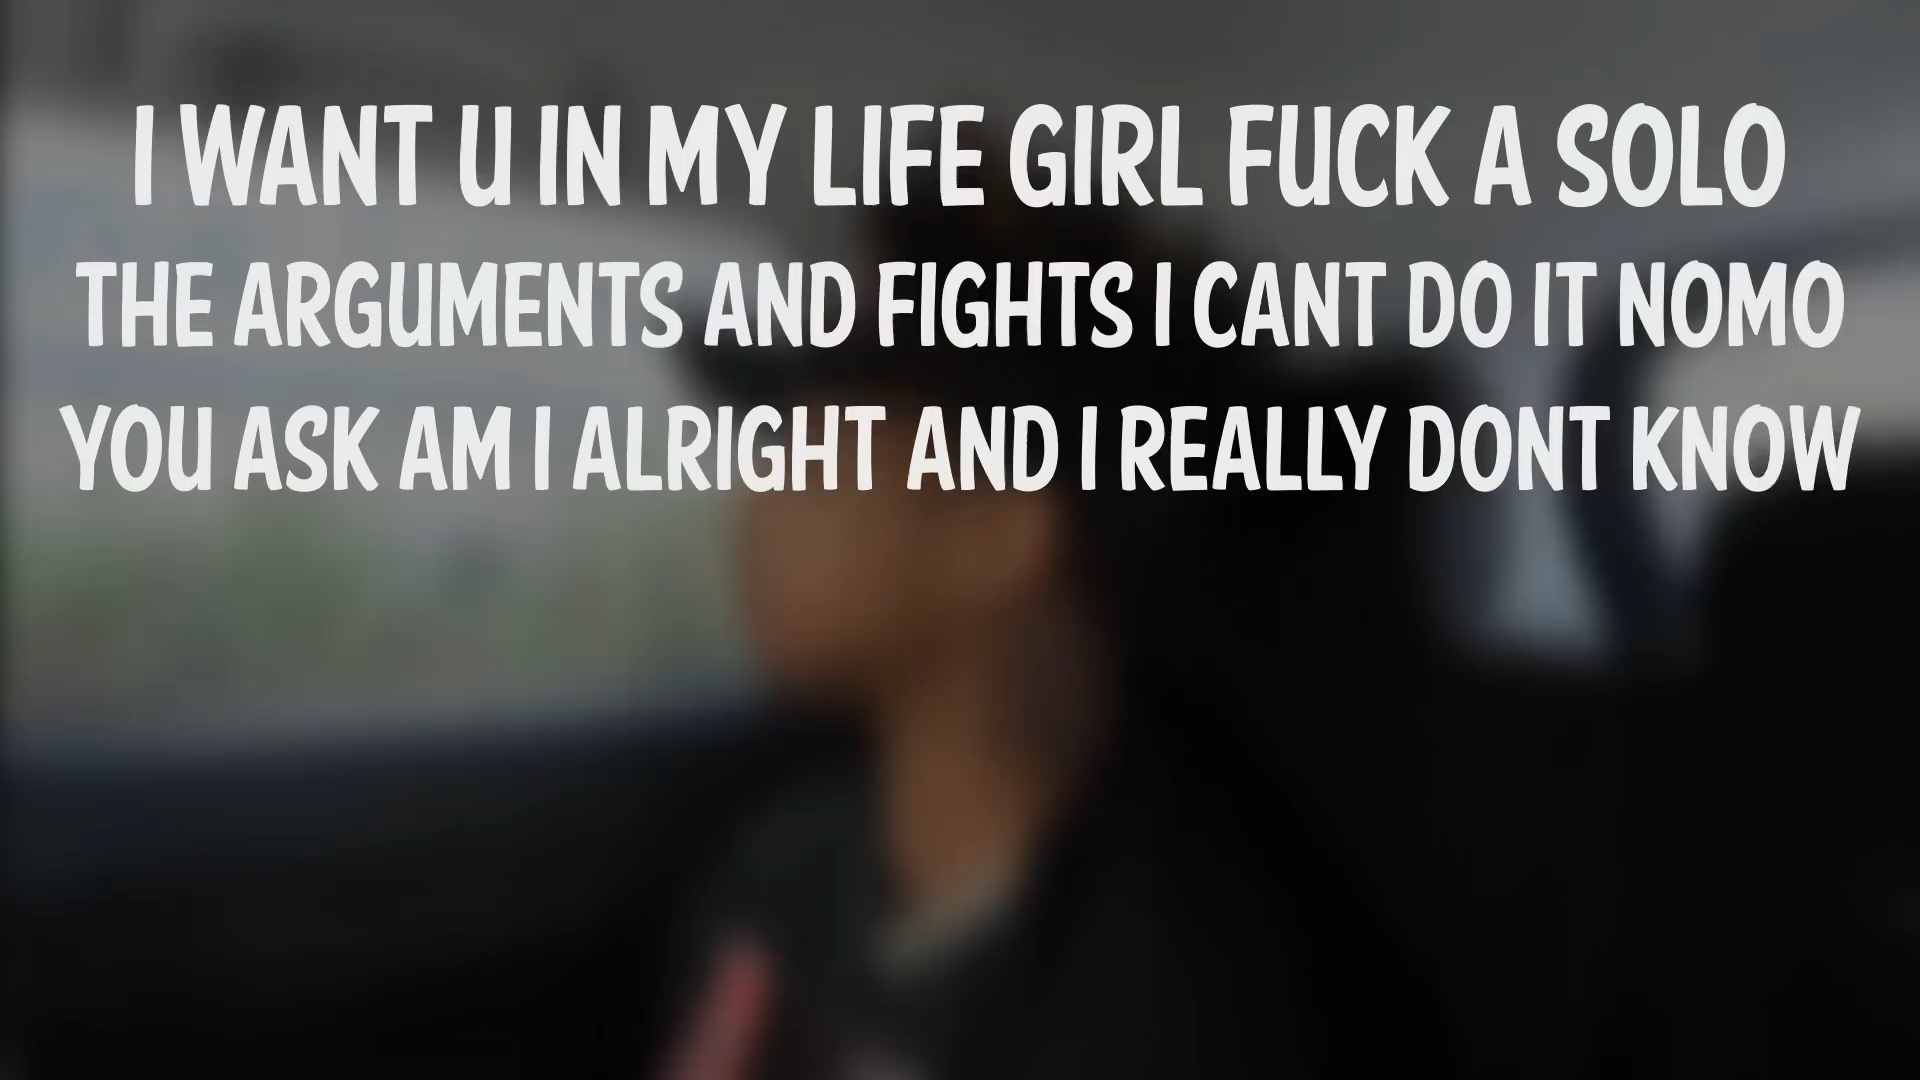 I WANT U IN MY LIFE GIRL FUCK A SOLO
THE ARGUMENTS AND FIGHTS I CANT DO IT NOMO
YOU ASK AM I ALRIGHT AND I REALLY DONT KNOW